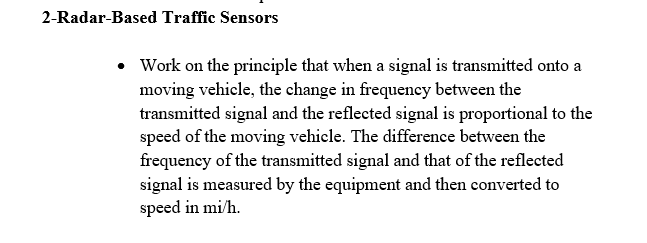 2-Radar-Based Traffic Sensors
• Work on the principle that when a signal is transmitted onto a
moving vehicle, the change in frequency between the
transmitted signal and the reflected signal is proportional to the
speed of the moving vehicle. The difference between the
frequency of the transmitted signal and that of the reflected
signal is measured by the equipment and then converted to
speed in mi/h.